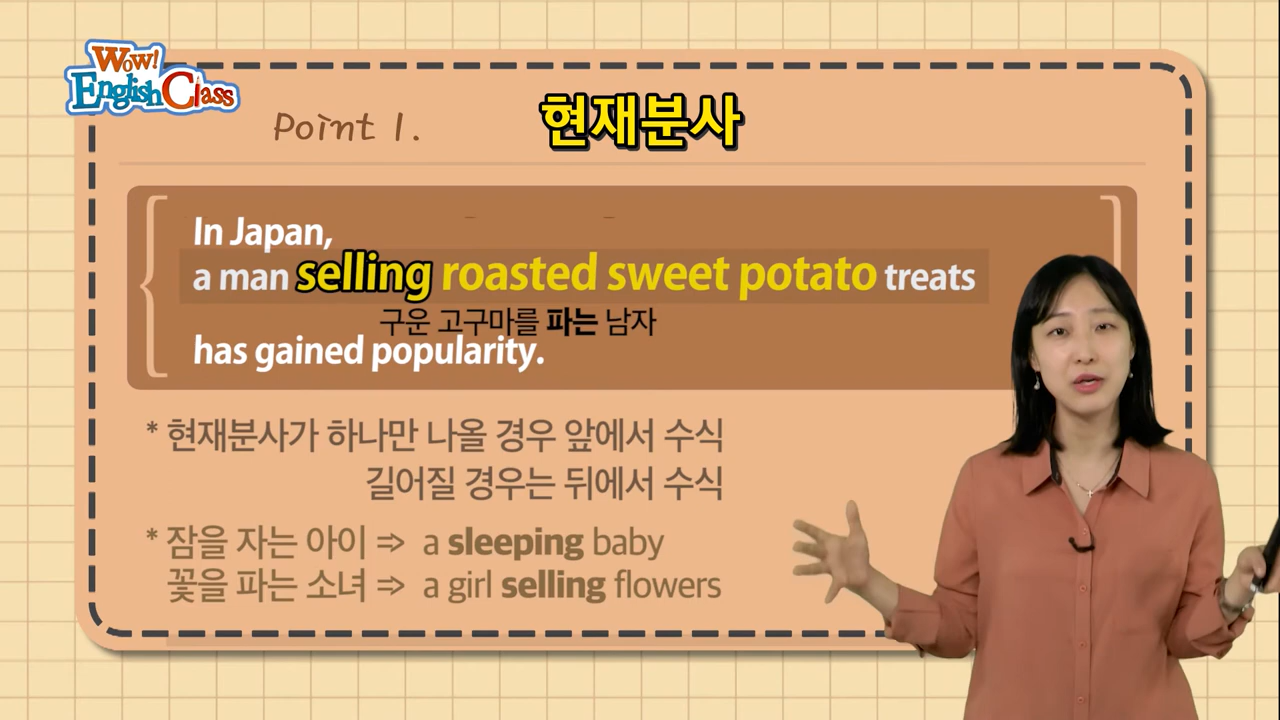 Wow!
English Class
Point 1.
현재분사
In Japan,
a man selling roasted sweet potato treats
구운 고구마를 파는 남자
has gained popularity.
* 현재분사가 하나만 나올 경우 앞에서 수식
길어질 경우는 뒤에서 수식
* 잠을 자는 아이 ⇒ a sleeping baby
꽃을 파는 소녀 ⇒ a girl selling flowers